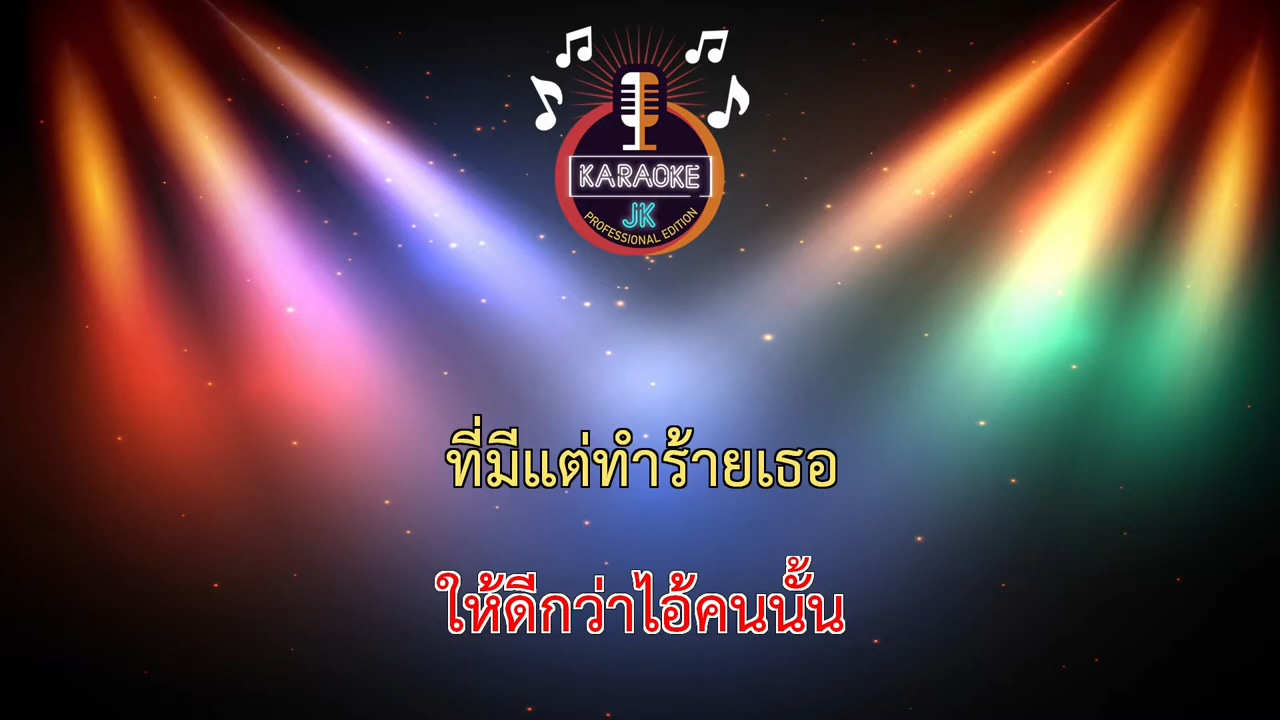 KARAOKE
JK
PROFESSIONAL EDITION
ที่มีแต่ทำร้ายเธอ
ให้ดีกว่าไอ้คนนั้น